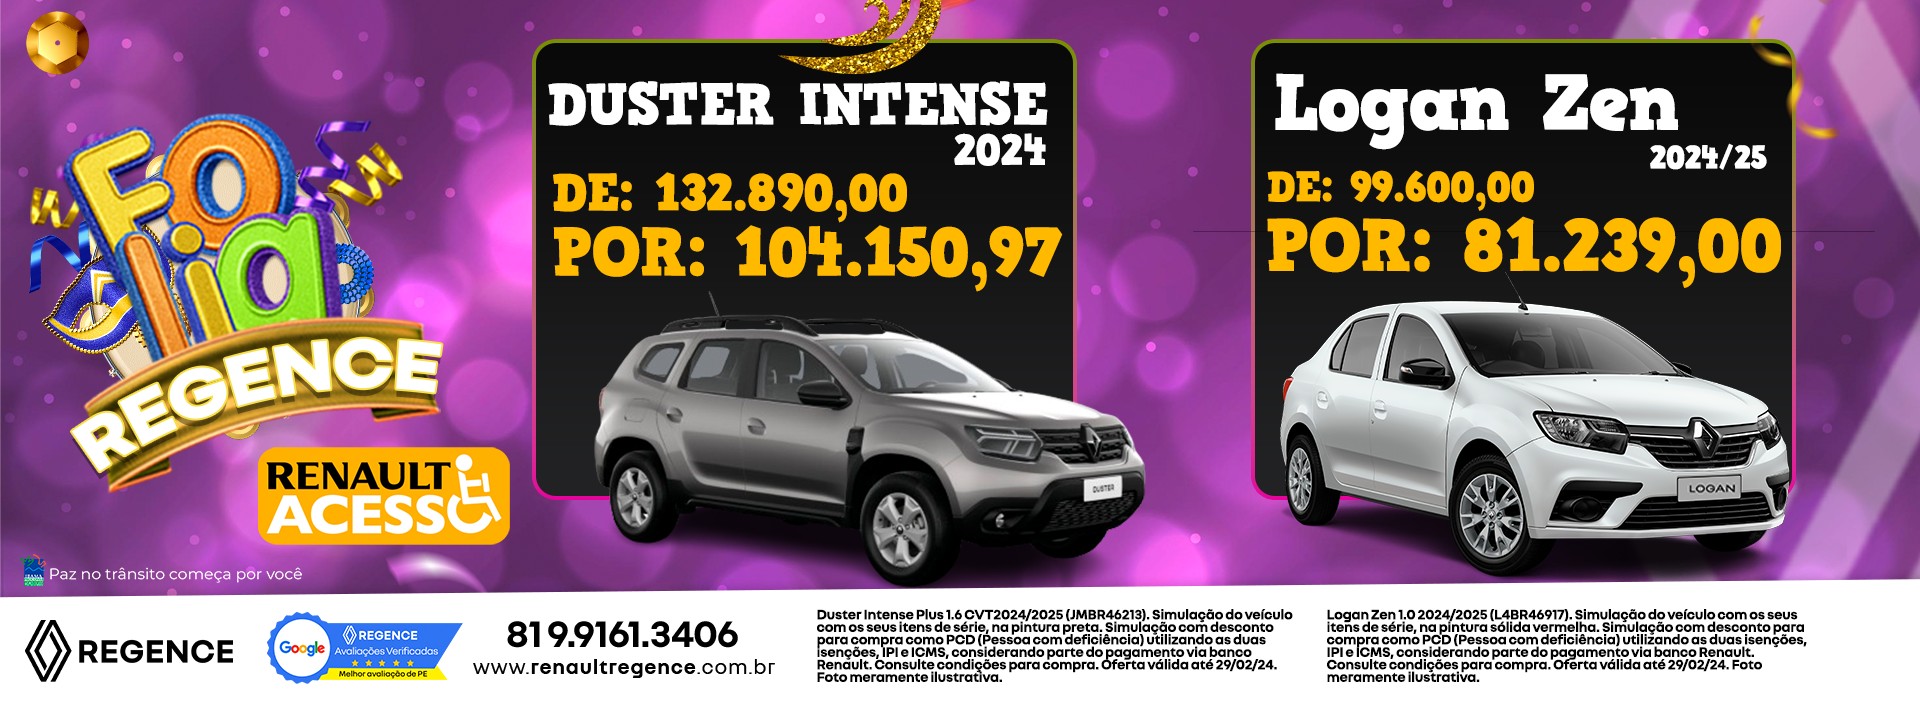 FOlia
REGENCE
RENAULT
ACESSO
Paz no trânsito começa por você
DUSTER INTENSE
2024
DE: 132.890,00
POR: 104.150,97
DUSTER
Logan Zen
2024/25
DE: 99.600,00
POR: 81.239,00
LOGAN
REGENCE
Google
REGENCE
Avaliações Verificadas
Melhor avaliação de PE
81 9.9161.3406
www.renaultregence.com.br
Duster Intense Plus 1.6 CVT2024/2025 (JMBR46213). Simulação do veículo
com os seus itens de série, na pintura preta. Simulação com desconto
para compra como PCD (Pessoa com deficiência) utilizando as duas
isenções, IPI e ICMS, considerando parte do pagamento via banco
Renault. Consulte condições para compra. Oferta válida até 29/02/24.
Foto meramente ilustrativa.
Logan Zen 1.0 2024/2025 (L4BR46917). Simulação do veículo com os seus
itens de série, na pintura sólida vermelha. Simulação com desconto para
compra como PCD (Pessoa com deficiência) utilizando as duas isenções,
IPI e ICMS, considerando parte do pagamento via banco Renault.
Consulte condições para compra. Oferta válida até 29/02/24. Foto
meramente ilustrativa.